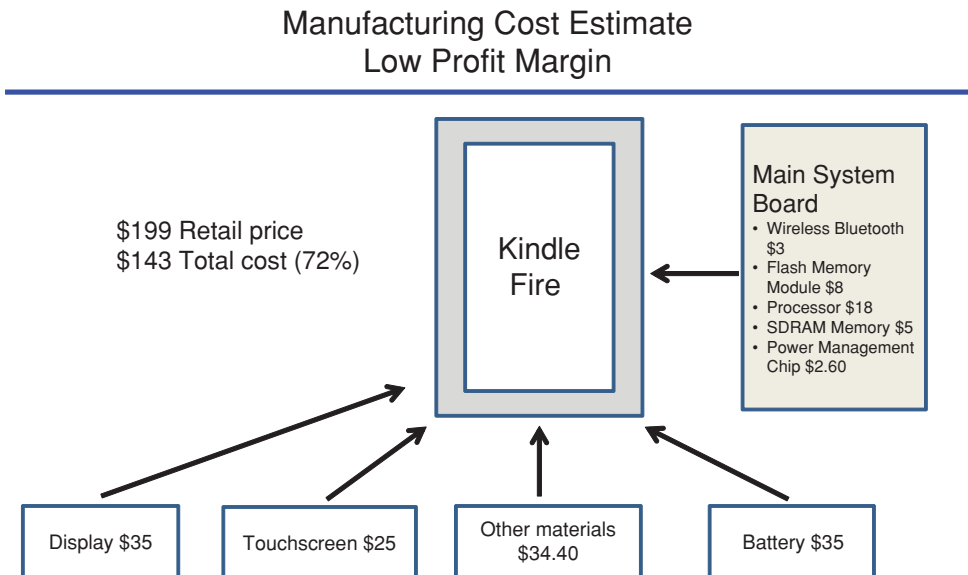 Manufacturing Cost Estimate
Low Profit Margin
$199 Retail price
$143 Total cost (72%)
Kindle
Fire
Main System
Board
• Wireless Bluetooth
$3
• Flash Memory
Module $8
• Processor $18
• SDRAM Memory $5
• Power Management
Chip $2.60
Display $35
Touchscreen $25
Other materials
$34.40
Battery $35